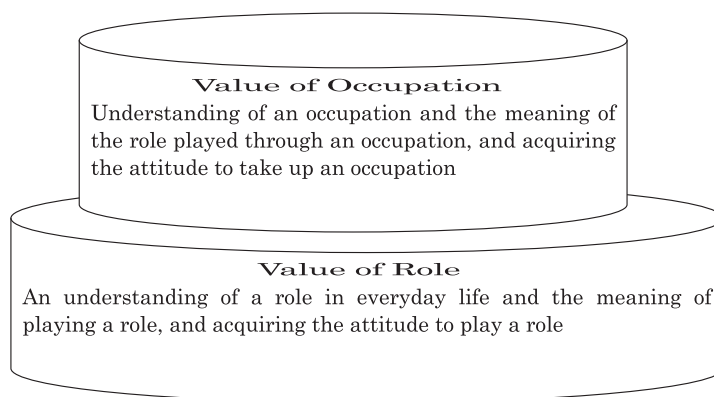 Value of Occupation
Understanding of an occupation and the meaning of
the role played through an occupation, and acquiring
the attitude to take up an occupation
Value of Role
An understanding of a role in everyday life and the meaning of
playing a role, and acquiring the attitude to play a role